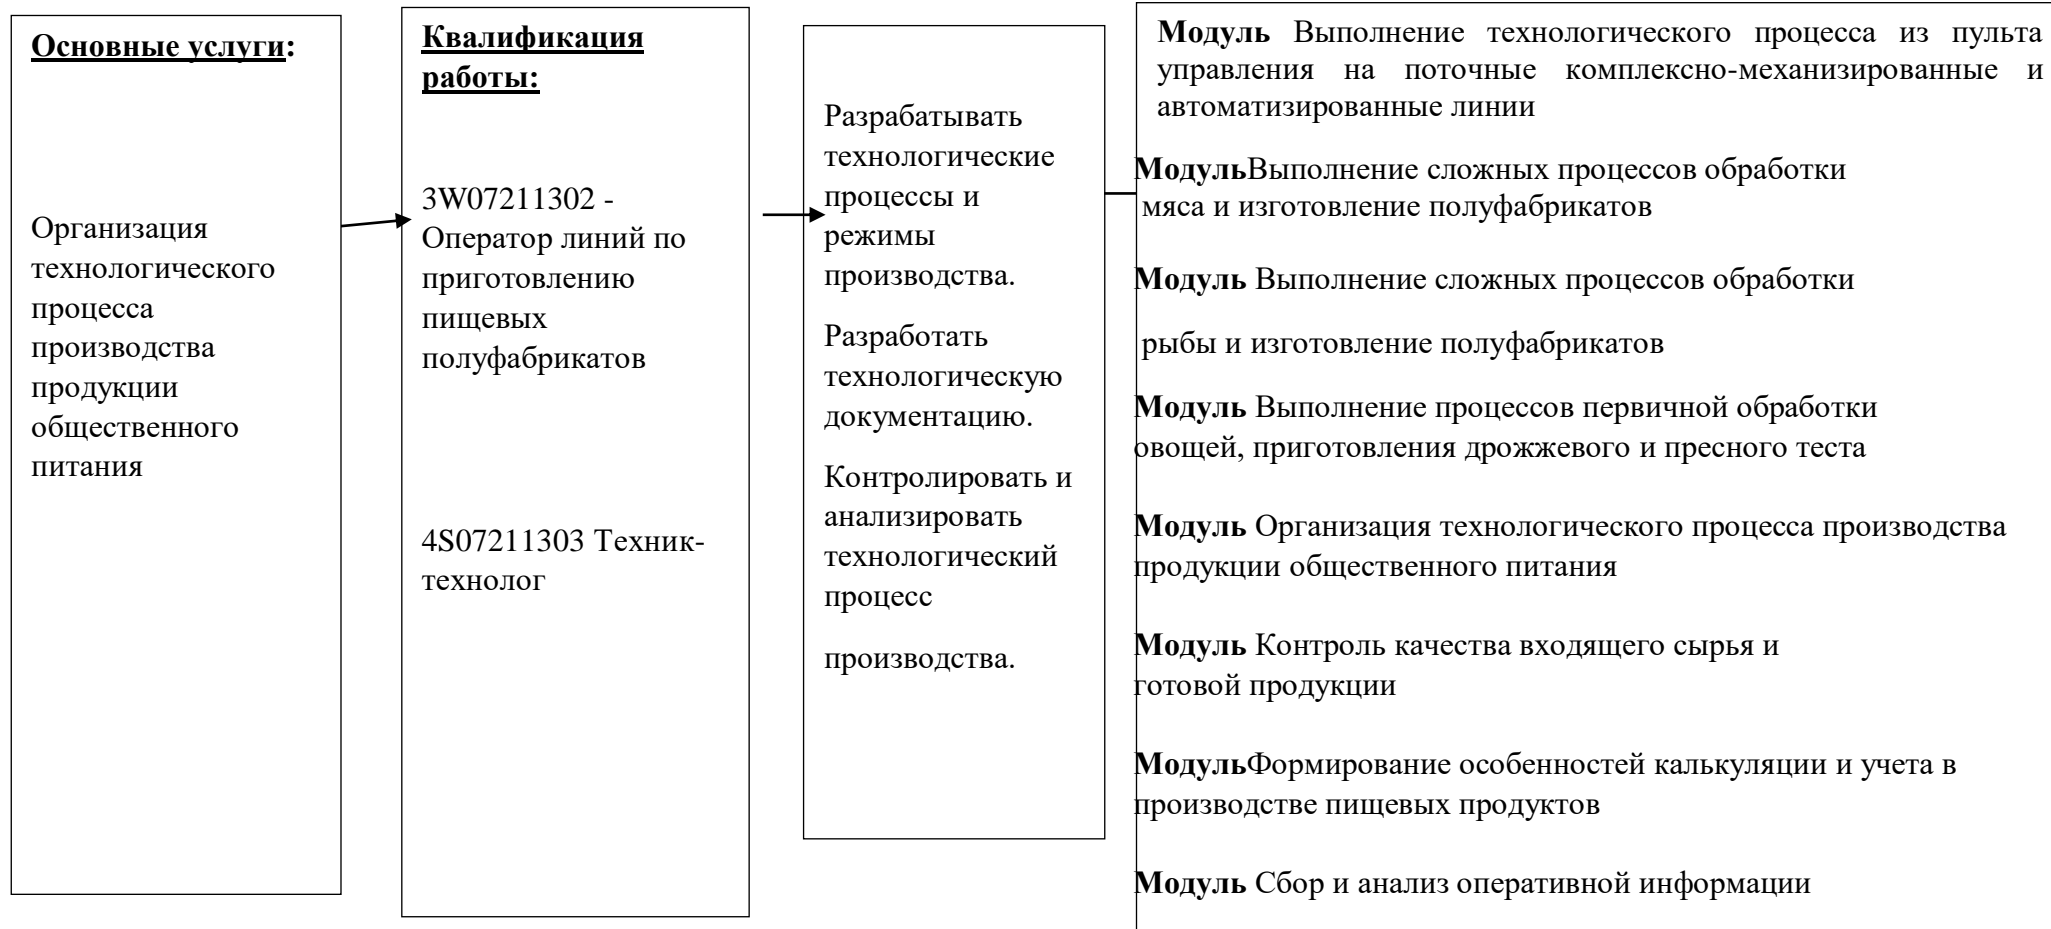 Основные услуги:
Организация
технологического
процесса
производства
продукции
общественного
питания
Квалификация
работы:
3W07211302 -
Оператор линий по
приготовлению
пищевых
полуфабрикатов
4S07211303 Техник-
технолог
Разрабатывать
технологические
процессы и
режимы
производства.
Разработать
технологическую
документацию.
Контролировать и
анализировать
технологический
процесс
производства.
Модуль Выполнение технологического процесса из пульта
управления на поточные комплексно-механизированные и
автоматизированные линии
МодульВыполнение сложных процессов обработки
мяса и изготовление полуфабрикатов
Модуль Выполнение сложных процессов обработки
рыбы и изготовление полуфабрикатов
Модуль Выполнение процессов первичной обработки
овощей, приготовления дрожжевого и пресного теста
Модуль Организация технологического процесса производства
продукции общественного питания
Модуль Контроль качества входящего сырья и
готовой продукции
МодульФормирование особенностей калькуляции и учета в
производстве пищевых продуктов
Модуль Сбор и анализ оперативной информации